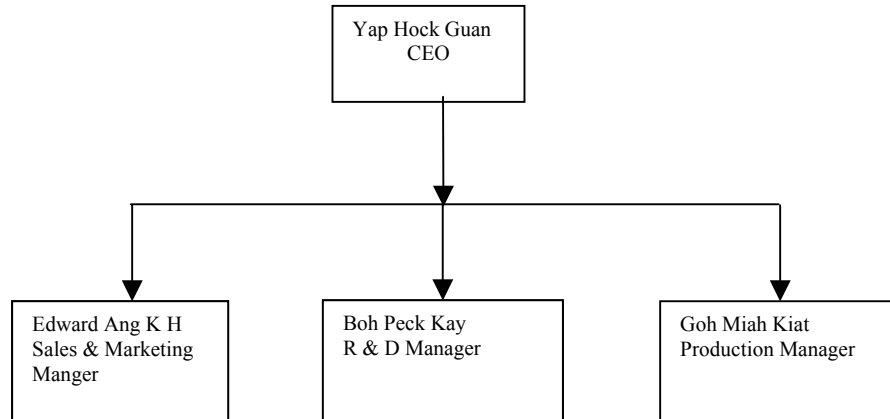 Yap Hock Guan
CEO
Edward Ang K H
Sales & Marketing
Manger
Boh Peck Kay
R & D Manager
Goh Miah Kiat
Production Manager